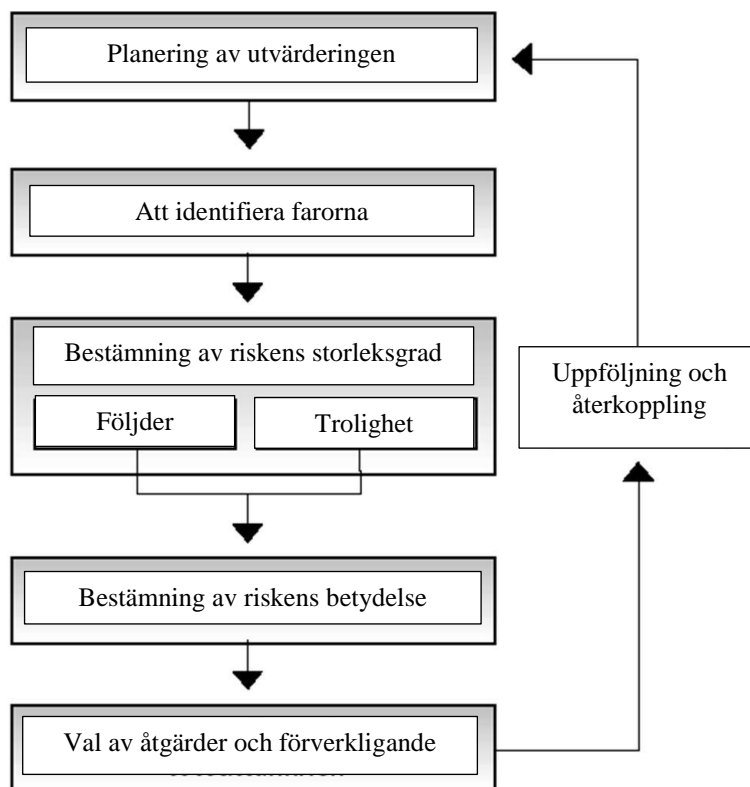 Planering av utvärderingen
Att identifiera farorna
Bestämning av riskens storleksgrad
Följder
Trolighet
Uppföljning och
återkoppling
Bestämning av riskens betydelse
Val av åtgärder och förverkligande